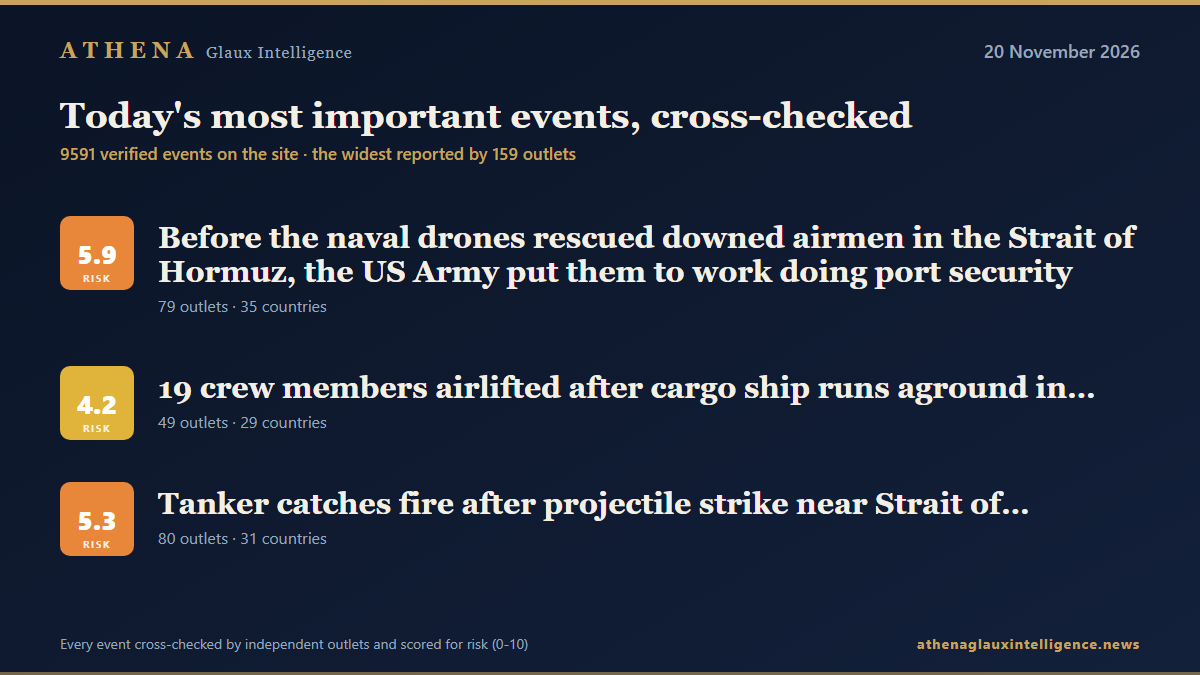 ATHENA Glaux Intelligence
20 November 2026
Today's most important events, cross-checked
9591 verified events on the site · the widest reported by 159 outlets
5.9
RISK
Before the naval drones rescued downed airmen in the Strait of
Hormuz, the US Army put them to work doing port security
79 outlets · 35 countries
4.2
RISK
19 crew members airlifted after cargo ship runs aground in...
49 outlets · 29 countries
5.3
RISK
Tanker catches fire after projectile strike near Strait of...
80 outlets · 31 countries
Every event cross-checked by independent outlets and scored for risk (0-10)
athenaglauxintelligence.news